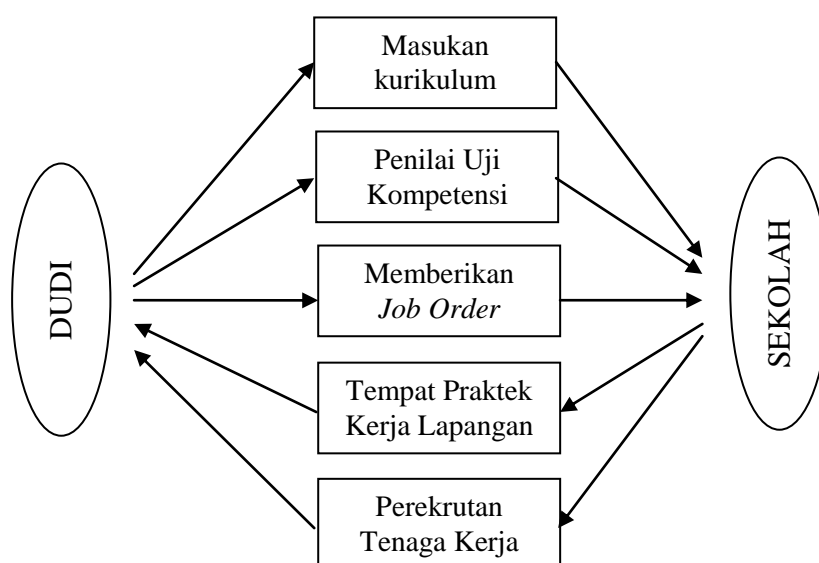 Masukan
kurikulum
Penilai Uji
Kompetensi
DUDI
Memberikan
Job Order
SEKOLAH
Tempat Praktek
Kerja Lapangan
Perekrutan
Tenaga Kerja